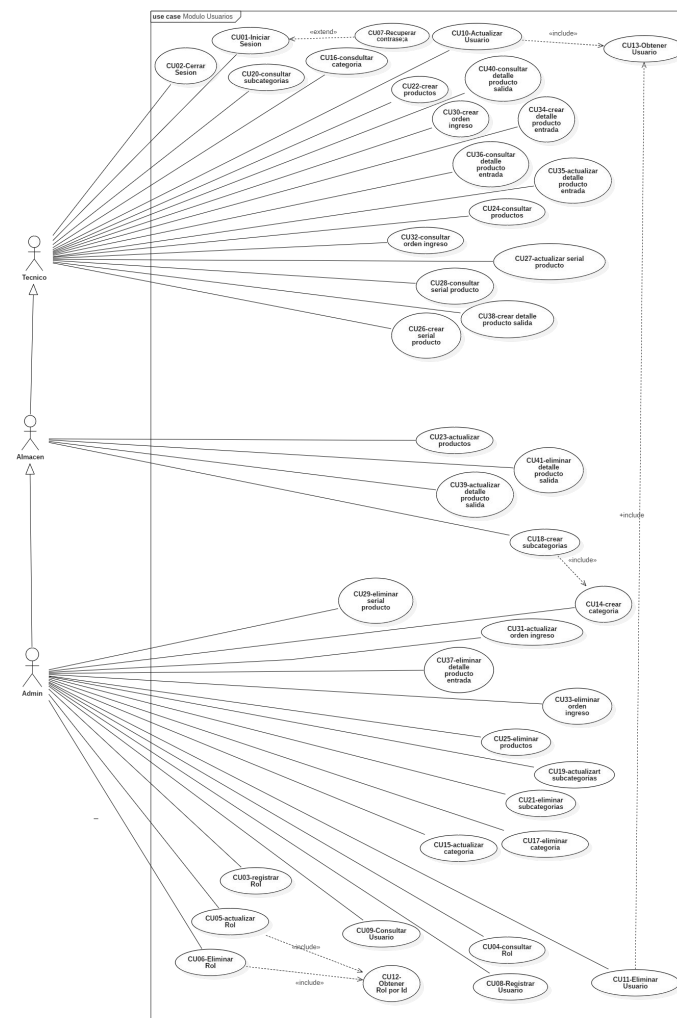 use case Modulo Usuarios
CU01-Iniciar
Sesion
«extend»
CU07-Recuperar
contrase;a
CU10-Actualizar
Usuario
«include»
CU13-Obtener
Usuario
CU02-Cerrar
Sesion
CU16-consdultar
categoria
CU20-consultar
subcategorias
CU40-consultar
detalle
producto
salida
CU22-crear
productos
CU30-crear
orden
ingreso
CU34-crear
detalle
producto
entrada
CU36-consultar
detalle
producto
entrada
CU35-actualizar
detalle
producto
entrada
CU24-consultar
productos
CU32-consultar
orden ingreso
CU27-actualizar serial
producto
Tecnico
CU28-consultar
serial producto
CU38-crear detalle
producto salida
CU26-crear
serial
producto
Almacen
CU23-actualizar
productos
CU41-eliminar
detalle
producto
salida
CU39-actualizar
detalle
producto
salida
+include
CU18-crear
subcategorias
«include»
CU29-eliminar
serial
producto
CU14-crear
categoria
CU31-actualizar
orden ingreso
CU37-eliminar
detalle
producto
entrada
Admin
CU33-eliminar
orden
ingreso
CU25-eliminar
productos
CU19-actualizart
subcategorias
CU21-eliminar
subcategorias
CU15-actualizar
categoria
CU17-eliminar
categoria
CU03-registrar
Rol
CU05-actualizar
Rol
CU09-Consultar
Usuario
CU04-consultar
Rol
«include»
CU06-Eliminar
Rol
«include»
CU12-
Obtener
Rol por Id
CU08-Registrar
Usuario
CU11-Eliminar
Usuario